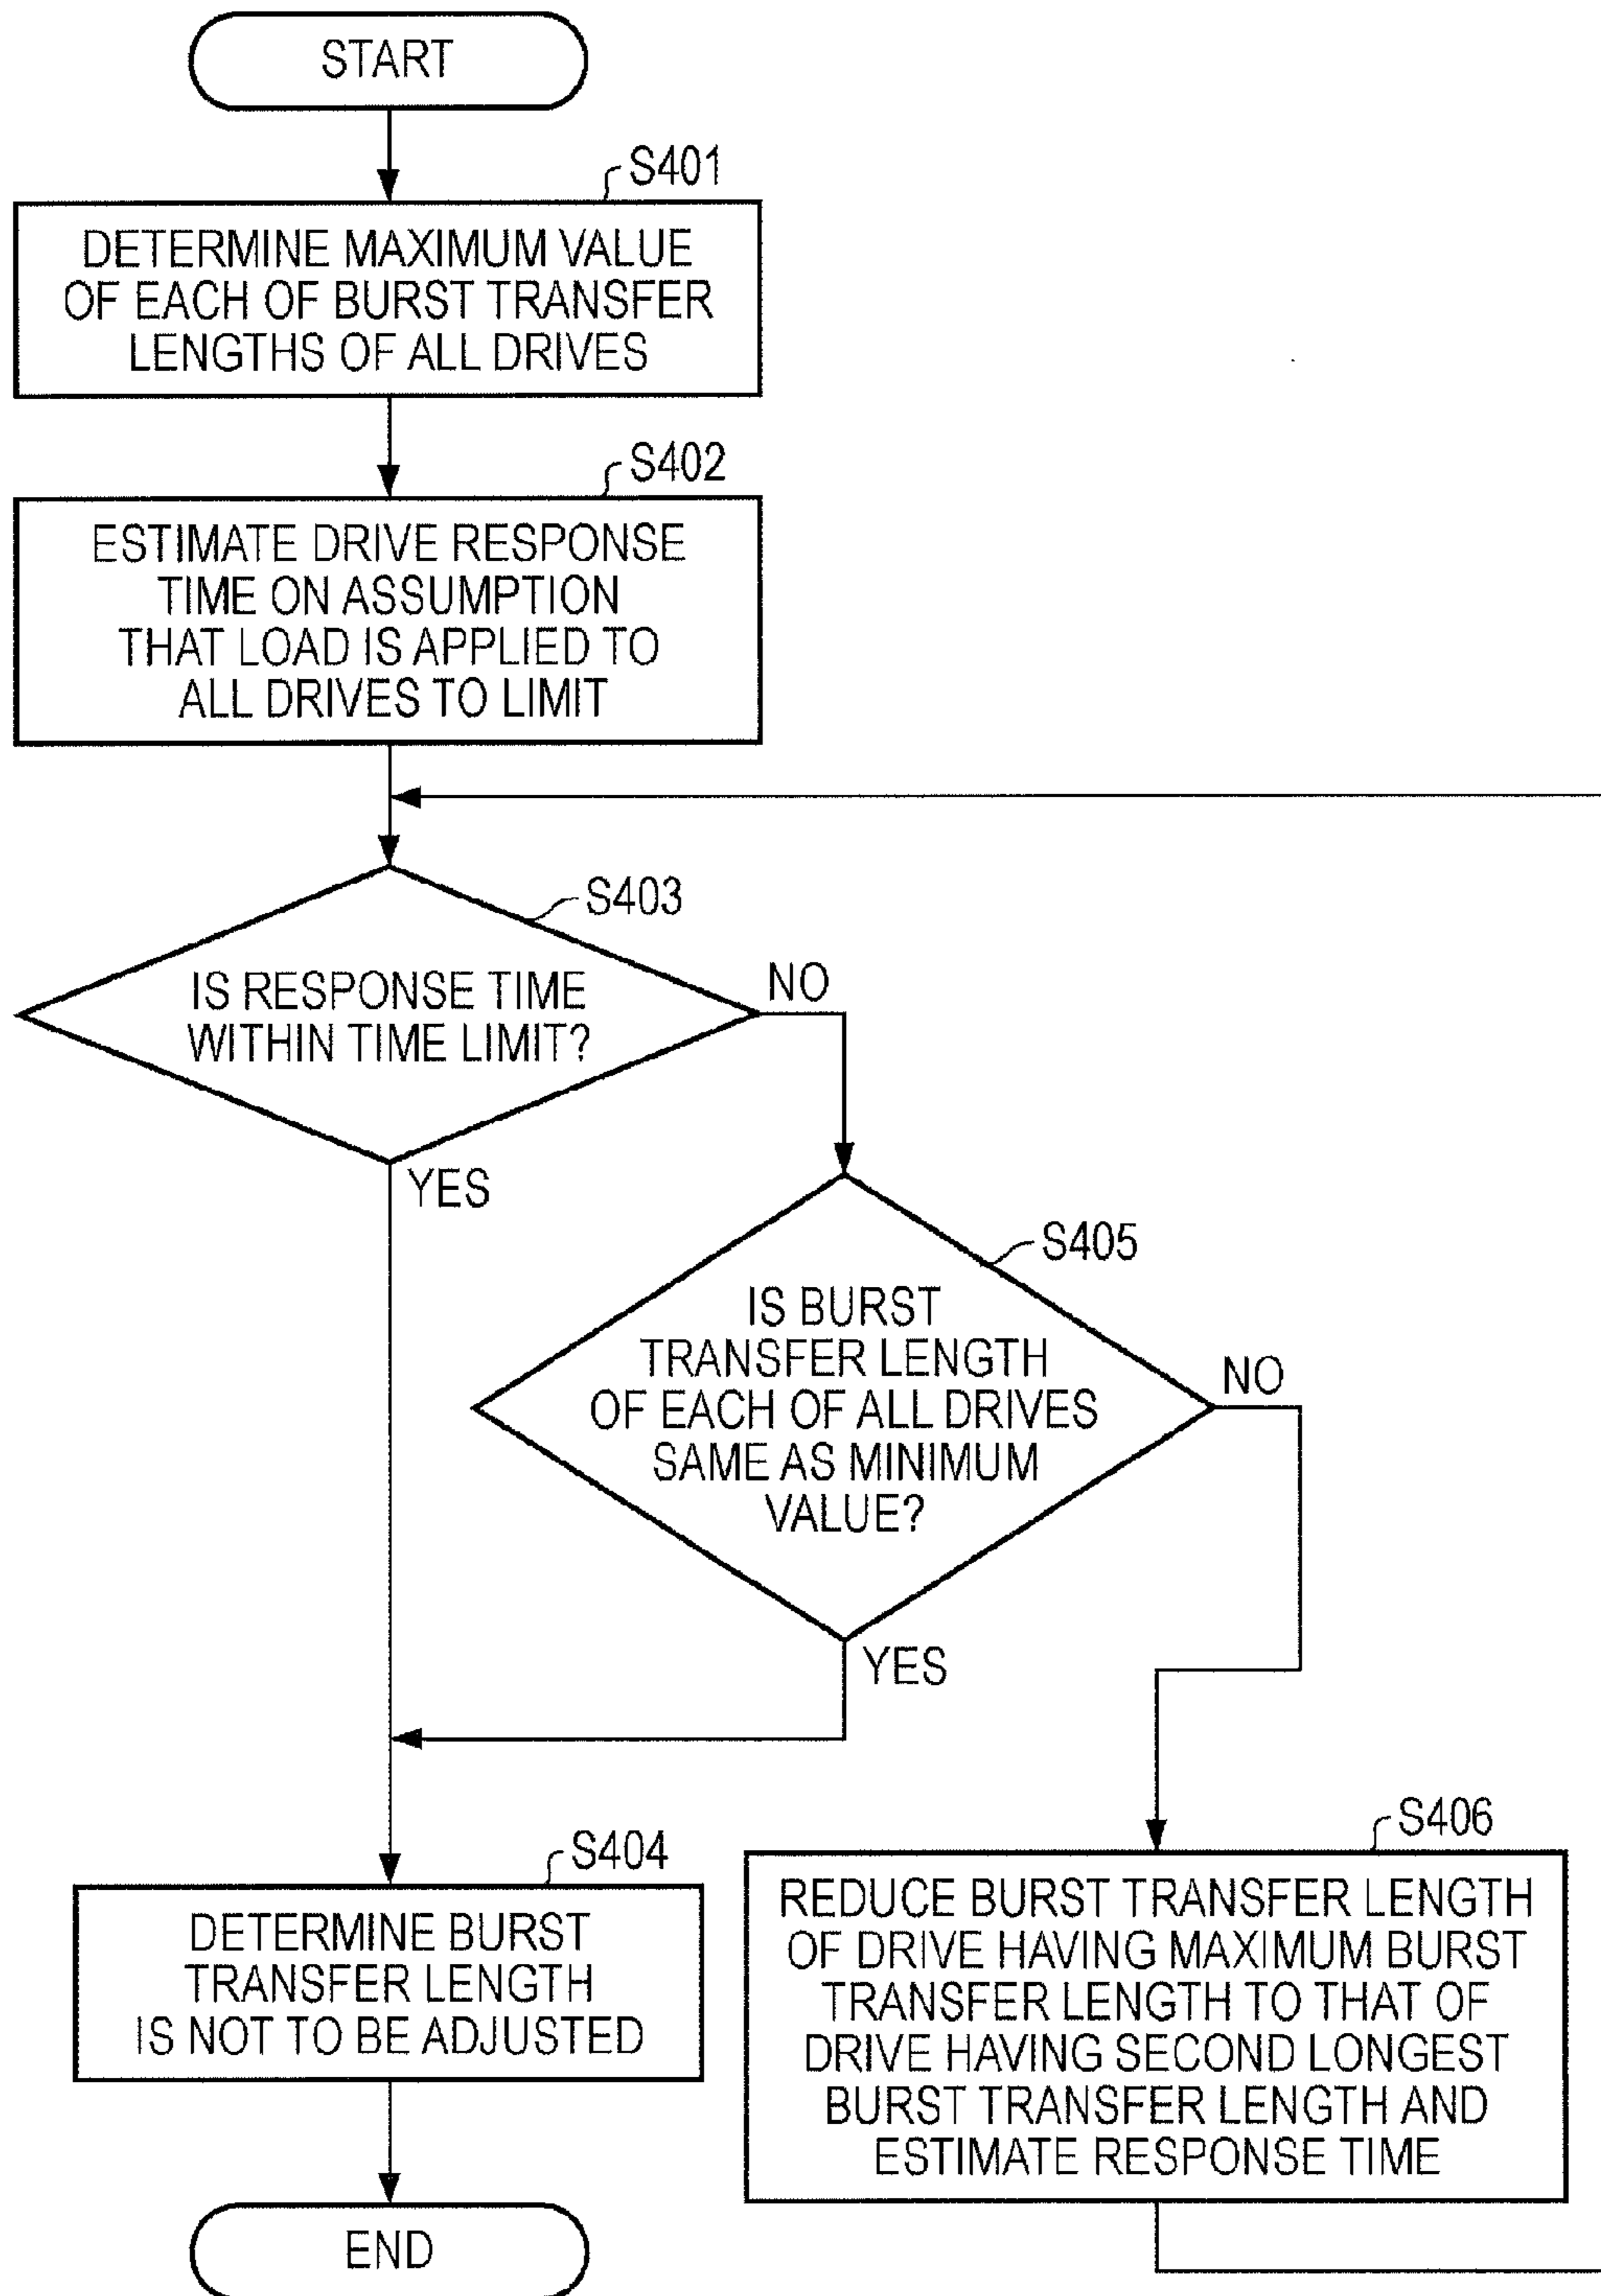 START
S401
DETERMINE MAXIMUM VALUE
OF EACH OF BURST TRANSFER
LENGTHS OF ALL DRIVES
S402
ESTIMATE DRIVE RESPONSE
TIME ON ASSUMPTION
THAT LOAD IS APPLIED TO
ALL DRIVES TO LIMIT
S403
IS RESPONSE TIME
WITHIN TIME LIMIT?
NO
YES
S405
IS BURST
TRANSFER LENGTH
OF EACH OF ALL DRIVES
SAME AS MINIMUM
VALUE?
NO
YES
S404
DETERMINE BURST
TRANSFER LENGTH
IS NOT TO BE ADJUSTED
S406
REDUCE BURST TRANSFER LENGTH
OF DRIVE HAVING MAXIMUM BURST
TRANSFER LENGTH TO THAT OF
DRIVE HAVING SECOND LONGEST
BURST TRANSFER LENGTH AND
ESTIMATE RESPONSE TIME
END